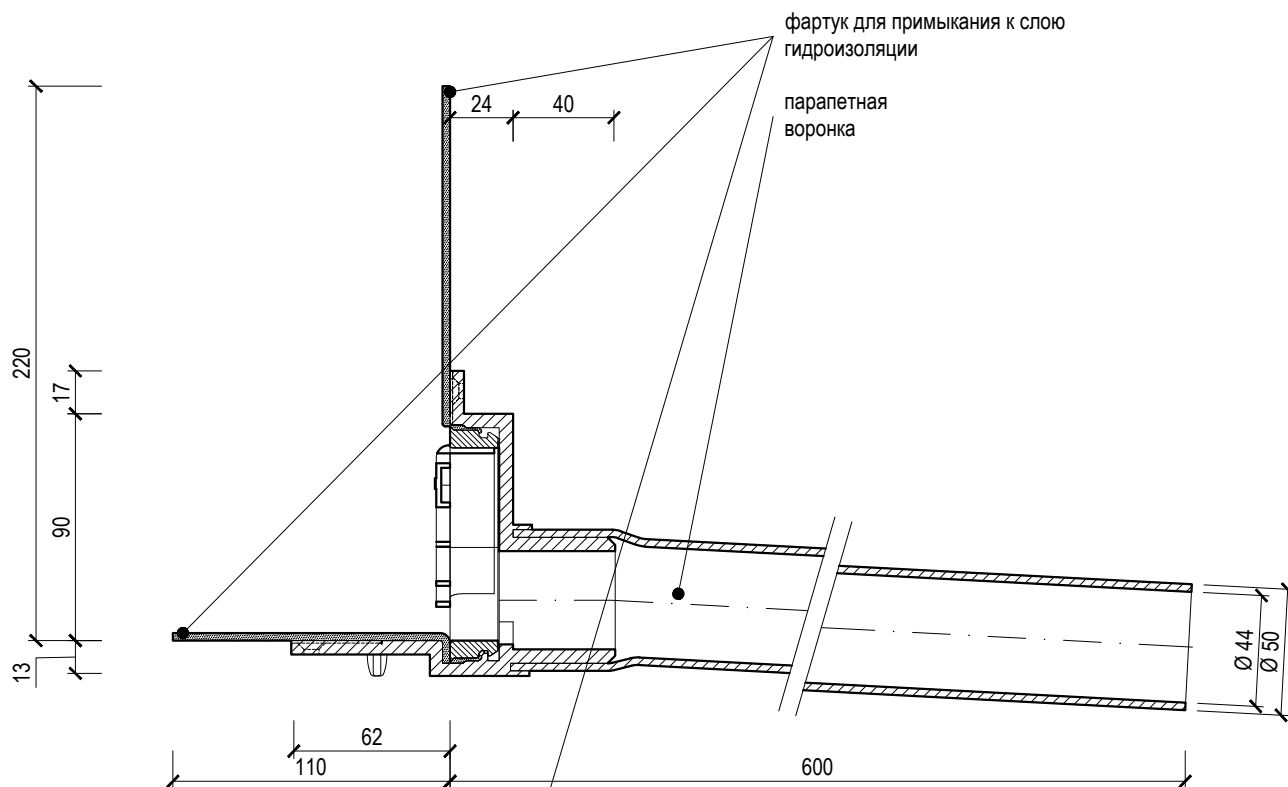 фартук для примыкания к слою
гидроизоляции
24
40
парапетная
воронка
220
17
90
13
Ø 44
Ø 50
62
110
600